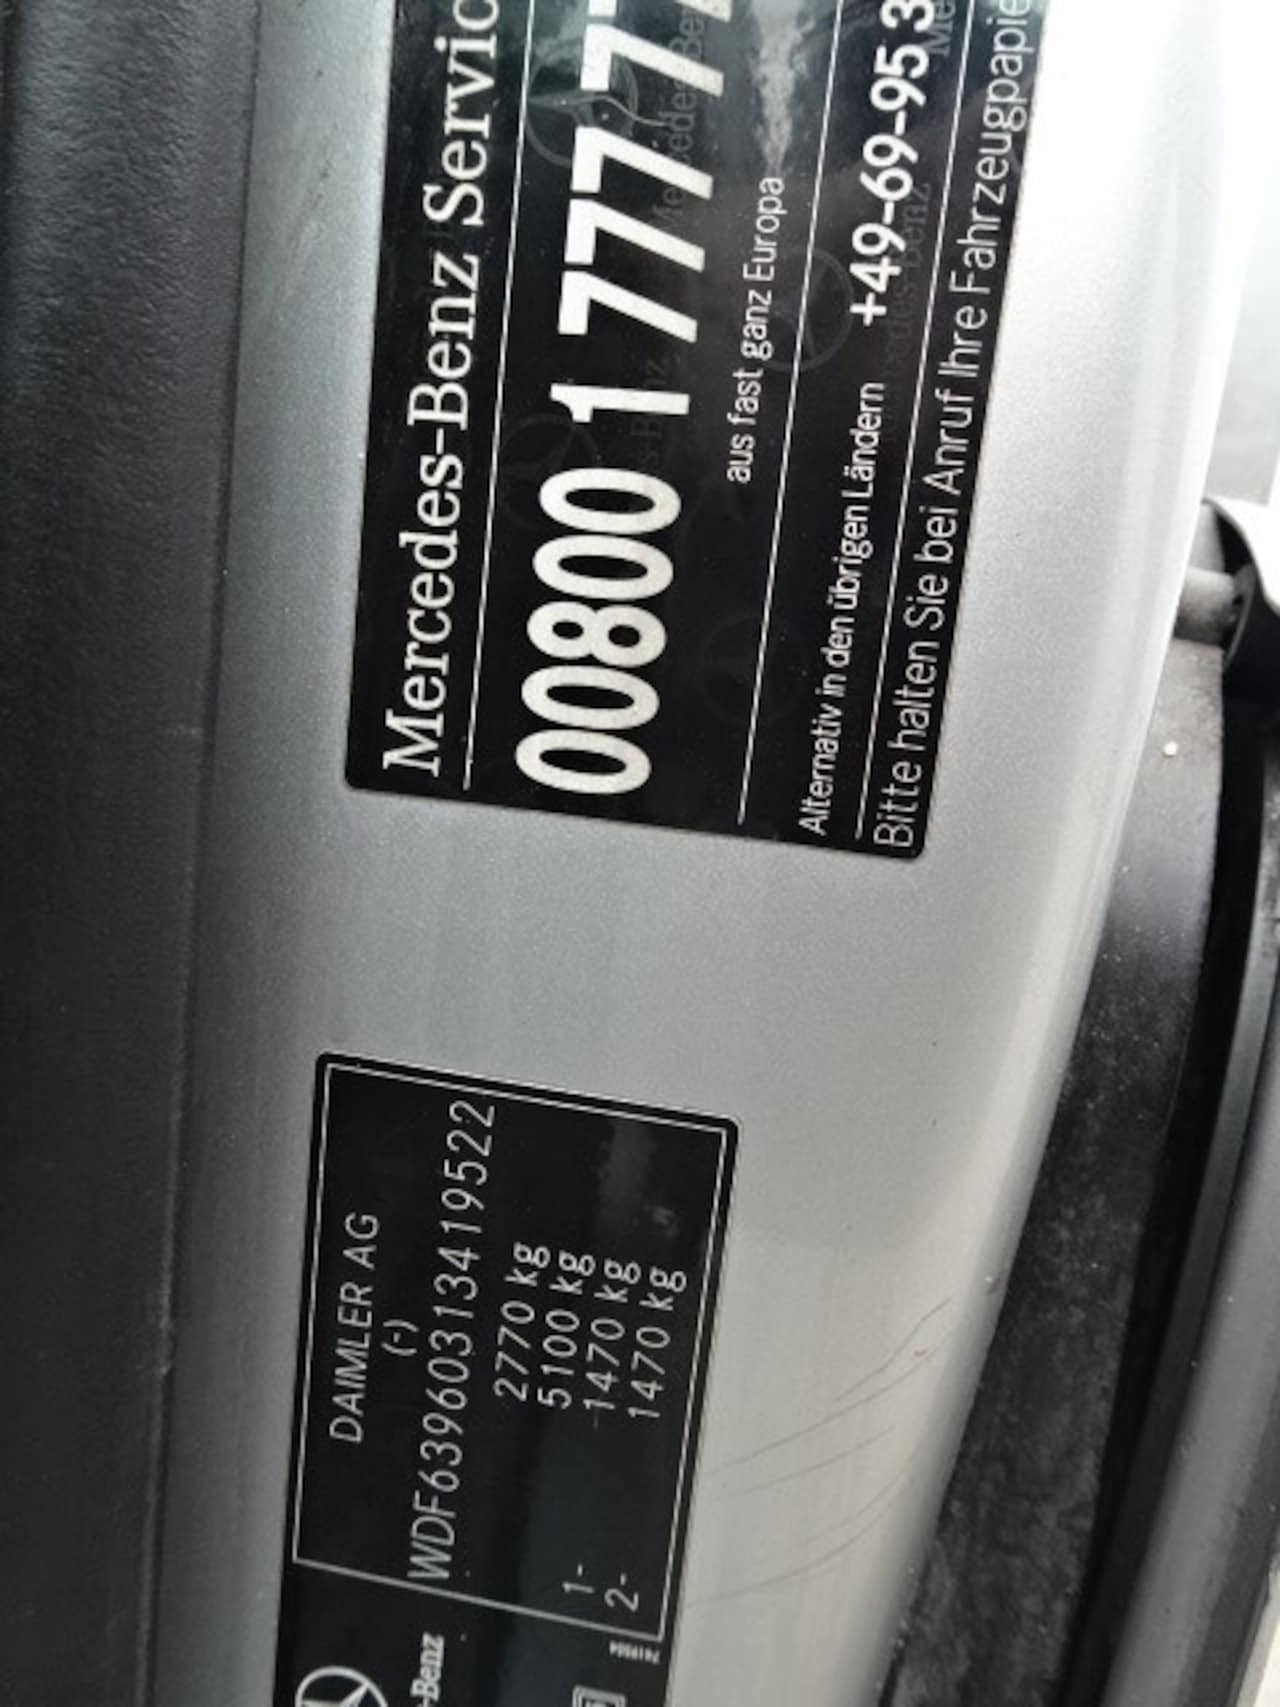 Mercedes-Benz Servic
00800 1 777 77
aus fast ganz Europa
Alternativ in den übrigen Ländern +49-69-95 3
Bitte halten Sie bei Anruf Ihre Fahrzeugpapie
DAIMLER AG
(-)
WDF63960313419522
2770 kg
5100 kg
1- 1470 kg
2- 1470 kg
-Benz